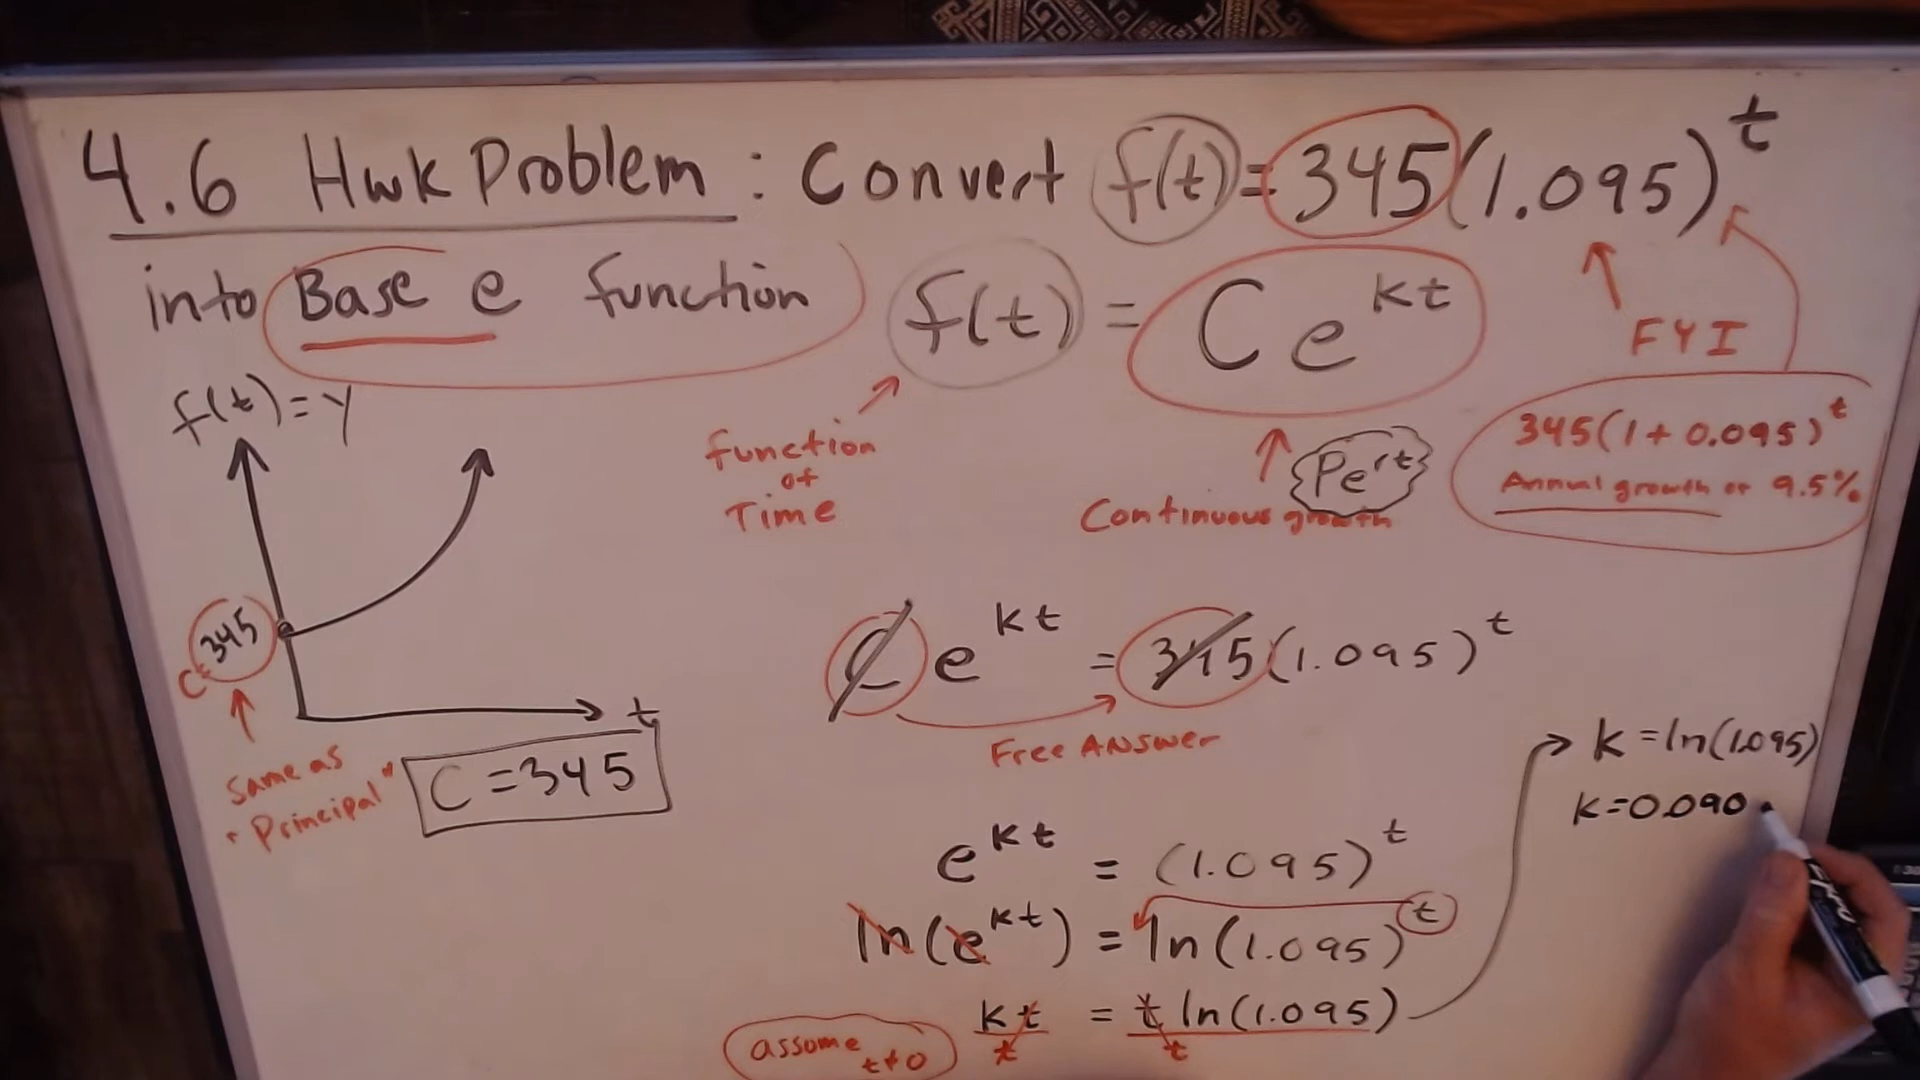 4.6 Hwk Problem : Convert f(t)=345(1.095)^t
into Base e function f(t) = Ce^kt
FYI
345(1+0.095)^t
Annual growth of 9.5%
f(t)=y
function
of
Time
Pe^rt
Continuous growth
345
C=
t
Same as
"Principal"
C=345
Ce^kt = 345(1.095)^t
Free Answer
e^kt = (1.095)^t
ln(e^kt) = ln(1.095)^t
kt = t ln(1.095)
t t
assume t≠0
k=ln(1.095)
k=0.090